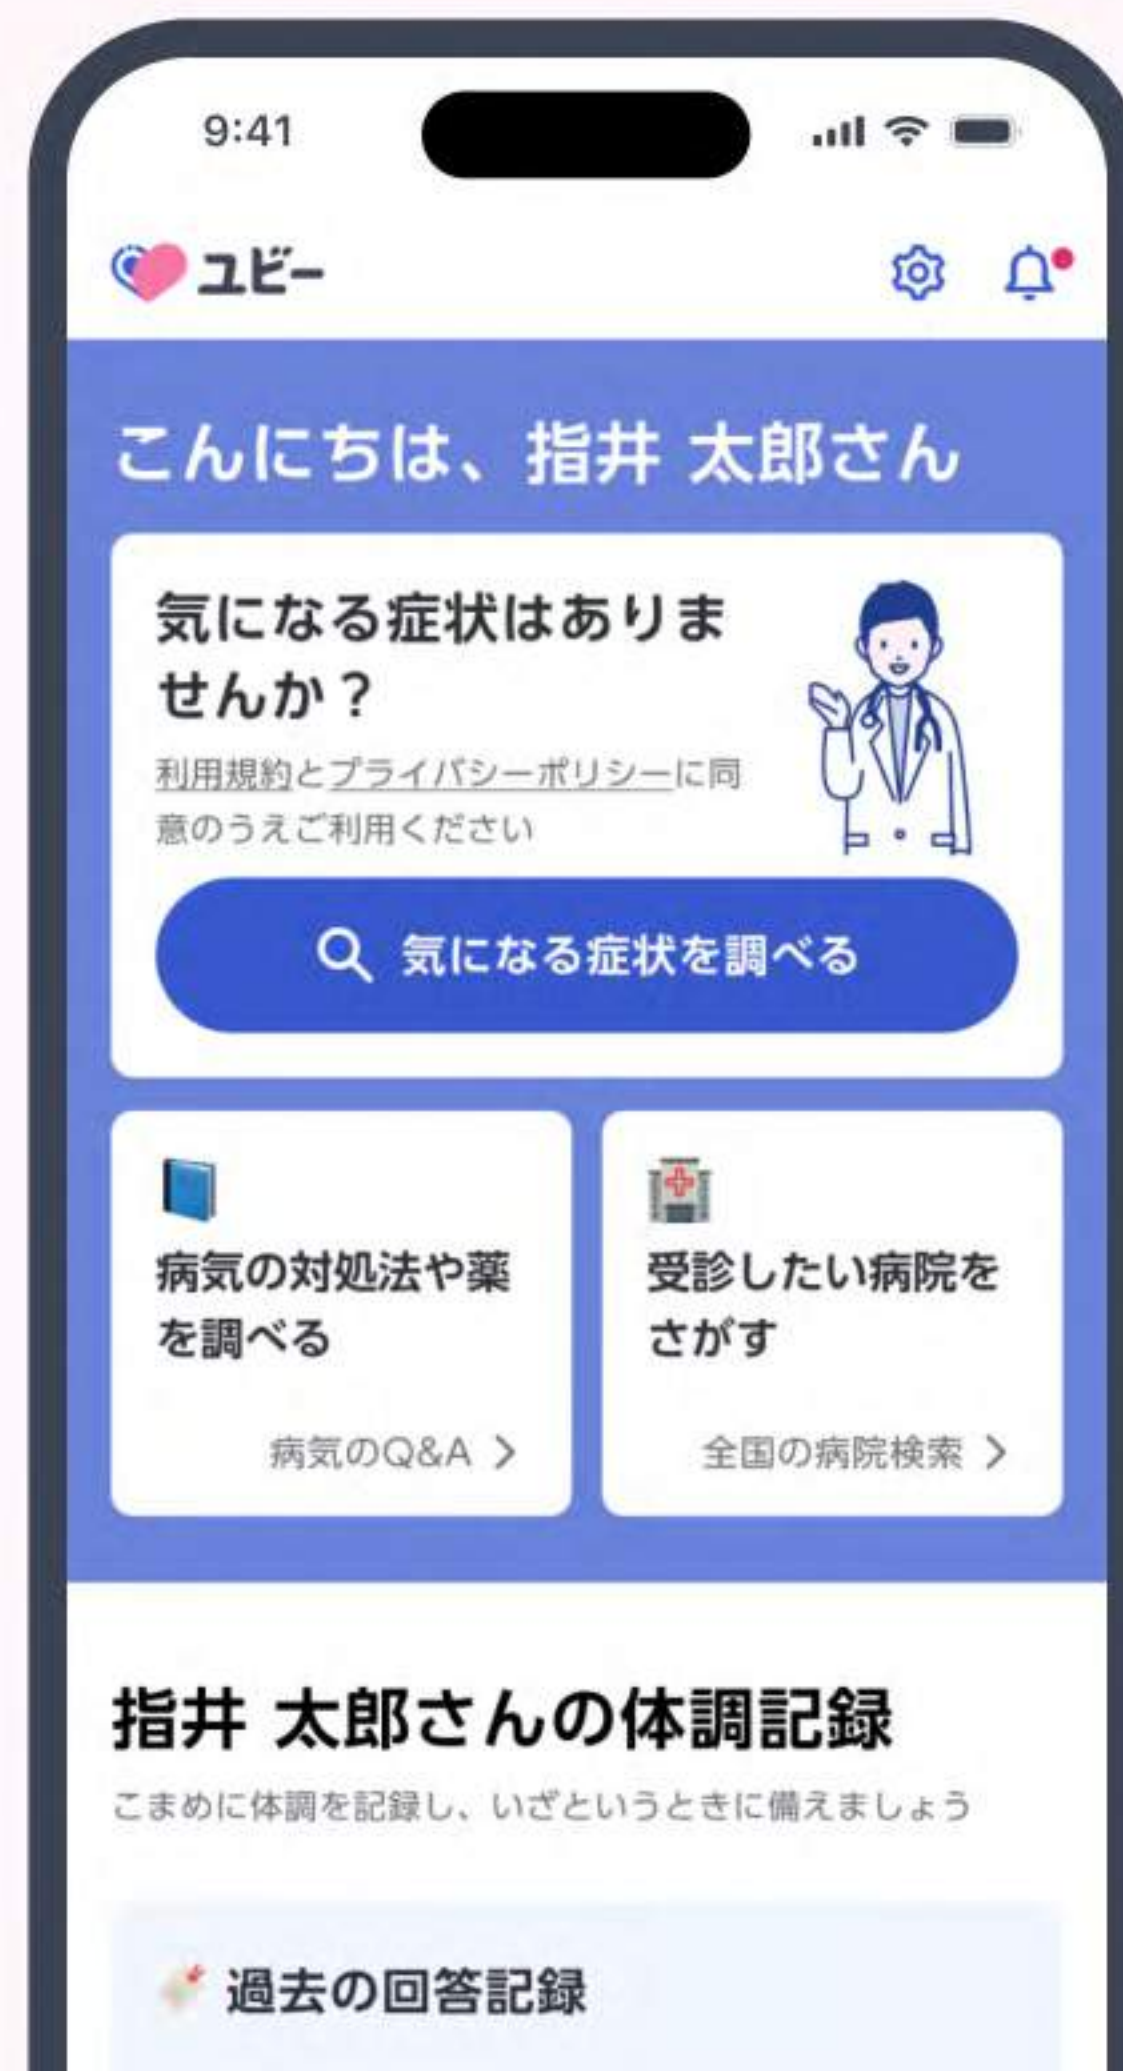 9:41
ユビー
こんにちは、指井 太郎さん
気になる症状はありま
せんか？
利用規約とプライバシーポリシーに同
意のうえご利用ください
気になる症状を調べる
病気の対処法や薬
を調べる
病気のQ&A
受診したい病院を
さがす
全国の病院検索
指井 太郎さんの体調記録
こまめに体調を記録し、いざというときに備えましょう
過去の回答記録